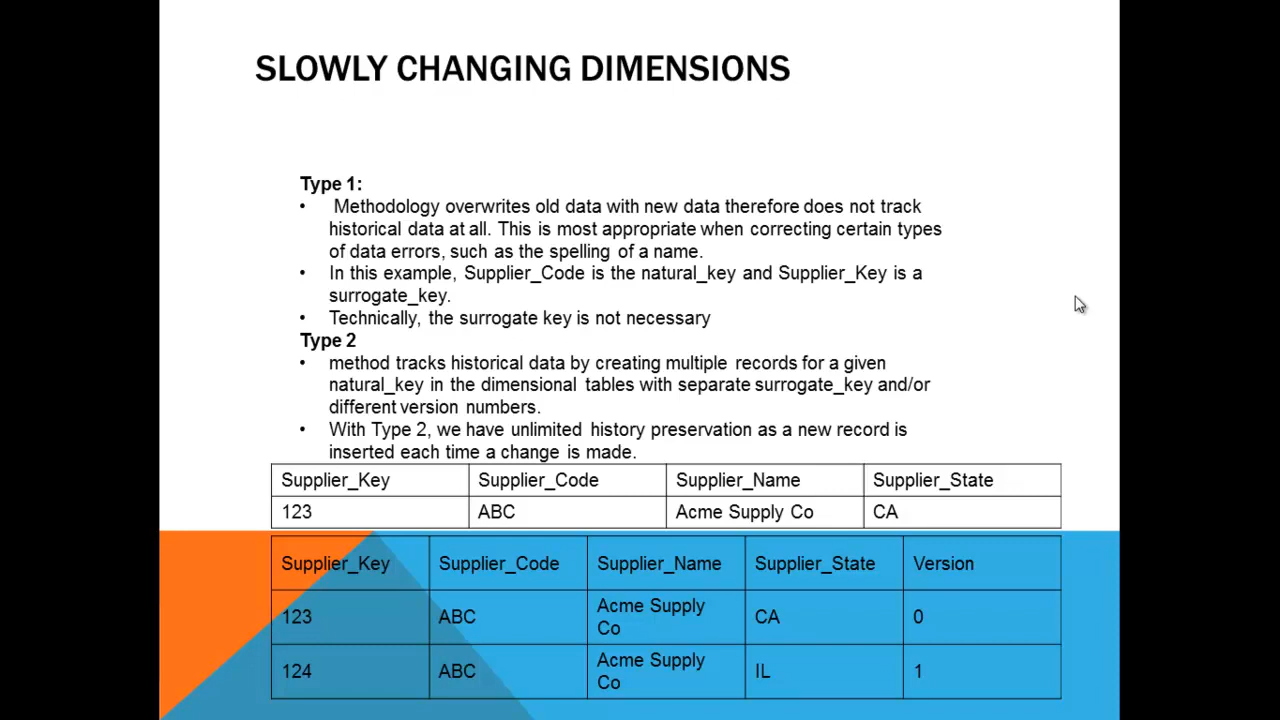 SLOWLY CHANGING DIMENSIONS
Type 1:
• Methodology overwrites old data with new data therefore does not track
historical data at all. This is most appropriate when correcting certain types
of data errors, such as the spelling of a name.
• In this example, Supplier_Code is the natural_key and Supplier_Key is a
surrogate_key.
• Technically, the surrogate key is not necessary
Type 2
• method tracks historical data by creating multiple records for a given
natural_key in the dimensional tables with separate surrogate_key and/or
different version numbers.
• With Type 2, we have unlimited history preservation as a new record is
inserted each time a change is made.
Supplier_Key Supplier_Code Supplier_Name Supplier_State
123 ABC Acme Supply Co CA
Supplier_Key Supplier_Code Supplier_Name Supplier_State Version
123 ABC Acme Supply CA 0
Co
124 ABC Acme Supply IL 1
Co